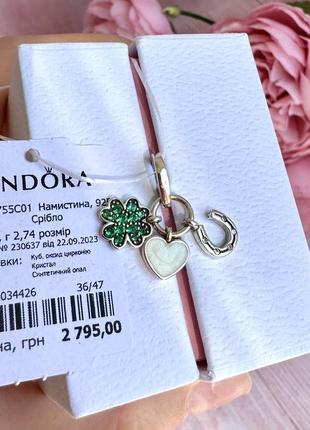 NDORA
755C01 Намистина, 925
Срібло
, г 2,74 розмір
№ 230637 від 22.09.2023
вки:
Куб. оксид цирконію
Кристал
Синтетичний опал
034426
36/47
на, грн 2 795,00